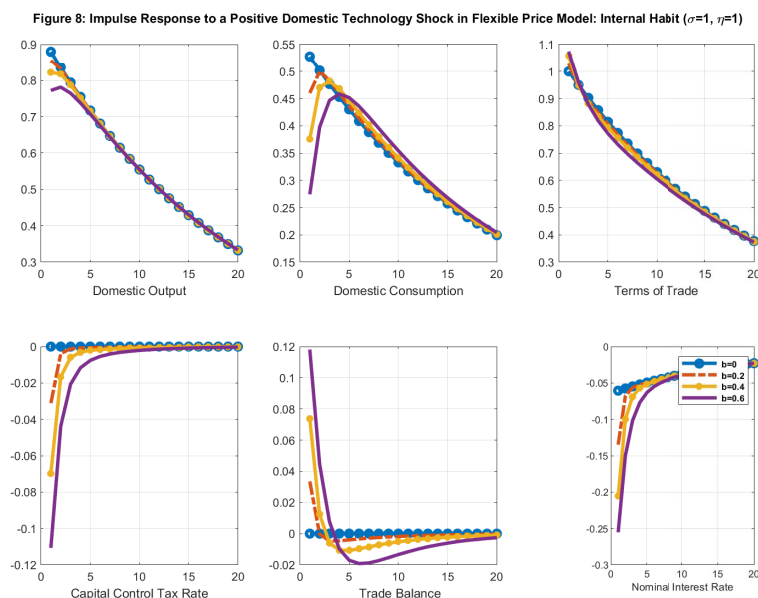 Figure 8: Impulse Response to a Positive Domestic Technology Shock in Flexible Price Model: Internal Habit (σ=1, η=1)
0.9
0.8
0.7
0.6
0.5
0.4
0.3
0 5 10 15 20
Domestic Output
0.55
0.5
0.45
0.4
0.35
0.3
0.25
0.2
0.15
0 5 10 15 20
Domestic Consumption
1.1
1
0.9
0.8
0.7
0.6
0.5
0.4
0.3
0 5 10 15 20
Terms of Trade
0
-0.02
-0.04
-0.06
-0.08
-0.1
-0.12
0 5 10 15 20
Capital Control Tax Rate
0.12
0.1
0.08
0.06
0.04
0.02
0
-0.02
0 5 10 15 20
Trade Balance
0
-0.05
-0.1
-0.15
-0.2
-0.25
-0.3
0 5 10 15 20
Nominal Interest Rate
b=0
b=0.2
b=0.4
b=0.6